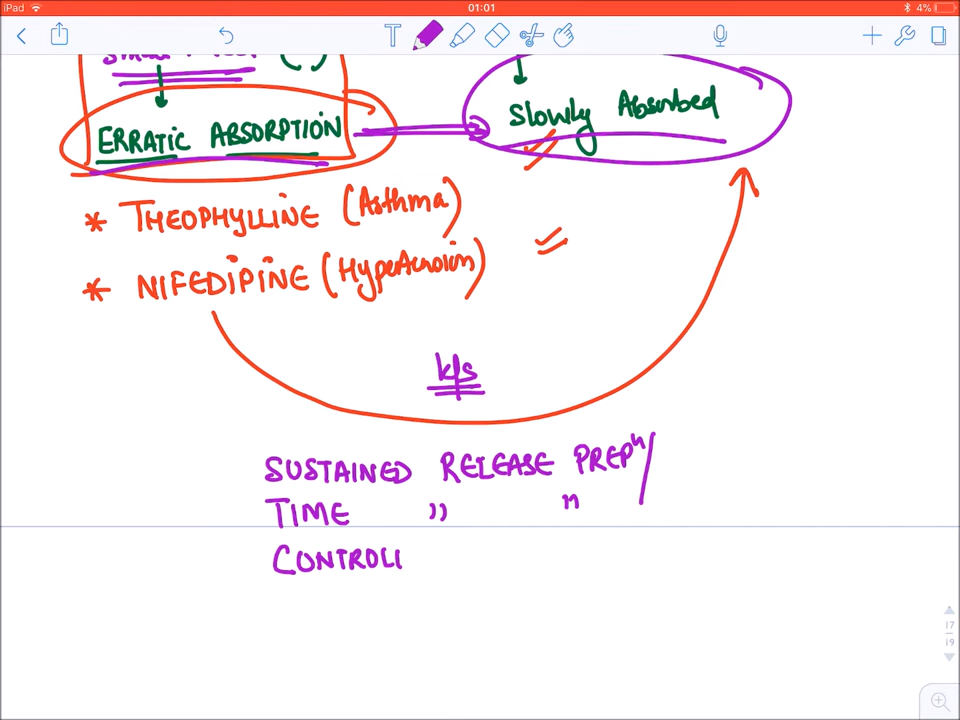 iPad 01:01 4%
T
ERRATIC ABSORPTION
Slowly Absorbed
* THEOPHYLLINE (Asthma)
* NIFEDIPINE (Hypertension)
k/s
SUSTAINED RELEASE PREPⁿ/
TIME " "
CONTROLL
17
19